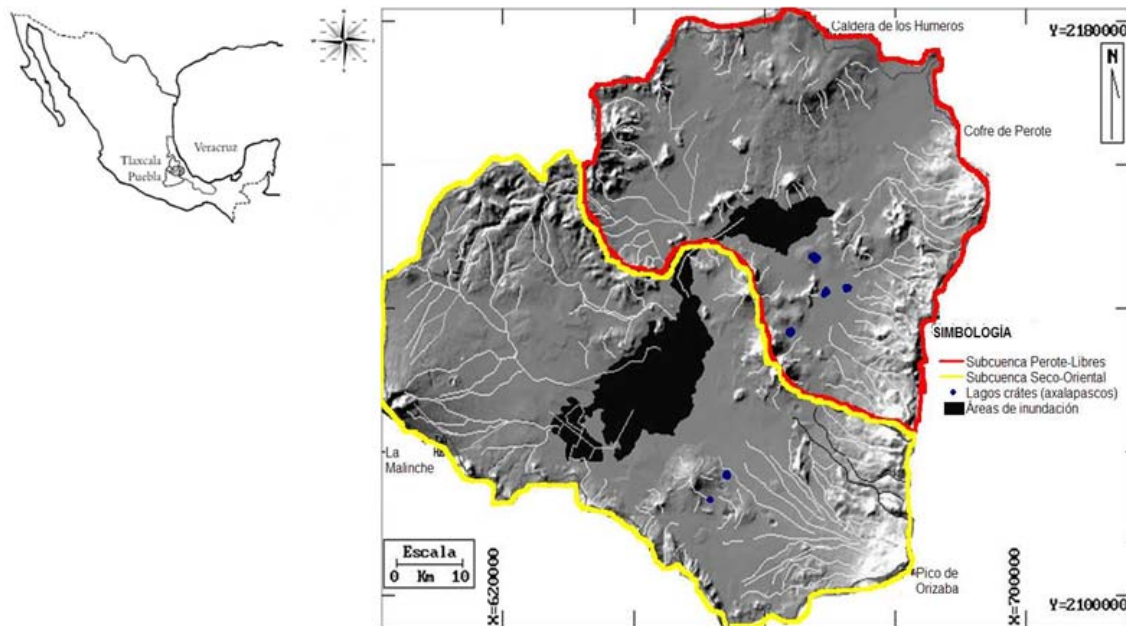 Tlaxcala
Puebla
Veracruz
Caldera de los Humeros
Y=2180000
N
Cofre de Perote
SIMBOLOGÍA
Subcuenca Perote-Libres
Subcuenca Seco-Oriental
Lagos crátes (axalapascos)
Áreas de inundación
La
Malinche
Escala
0 Km 10
X=620000
Pico de
Orizaba
X=700000
Y=2100000